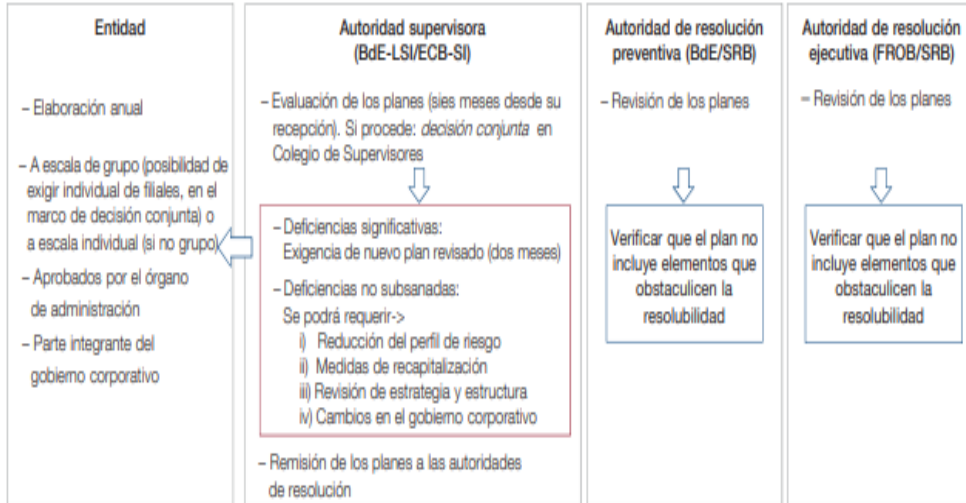 Entidad
– Elaboración anual
– A escala de grupo (posibilidad de
exigir individual de filiales, en el
marco de decisión conjunta) o
a escala individual (si no grupo)
– Aprobados por el órgano
de administración
– Parte integrante del
gobierno corporativo
Autoridad supervisora
(BdE-LSI/ECB-SI)
– Evaluación de los planes (sies meses desde su
recepción). Si procede: decisión conjunta en
Colegio de Supervisores
– Deficiencias significativas:
Exigencia de nuevo plan revisado (dos meses)
– Deficiencias no subsanadas:
Se podrá requerir->
i) Reducción del perfil de riesgo
ii) Medidas de recapitalización
iii) Revisión de estrategia y estructura
iv) Cambios en el gobierno corporativo
– Remisión de los planes a las autoridades
de resolución
Autoridad de resolución
preventiva (BdE/SRB)
– Revisión de los planes
Verificar que el plan no
incluye elementos que
obstaculicen la
resolubilidad
Autoridad de resolución
ejecutiva (FROB/SRB)
– Revisión de los planes
Verificar que el plan no
incluye elementos que
obstaculicen la
resolubilidad